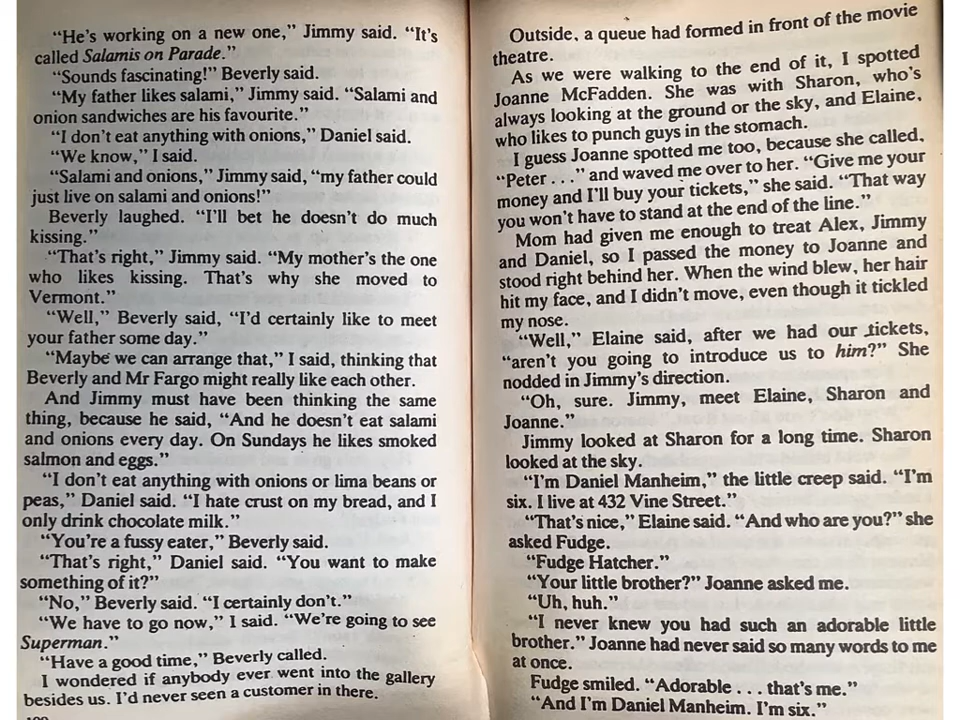 “He’s working on a new one,” Jimmy said. “It’s
called Salamis on Parade.”
“Sounds fascinating!” Beverly said.
“My father likes salami,” Jimmy said. “Salami and
onion sandwiches are his favourite.”
“I don’t eat anything with onions,” Daniel said.
“We know,” I said.
“Salami and onions,” Jimmy said, “my father could
just live on salami and onions!”
Beverly laughed. “I’ll bet he doesn’t do much
kissing.”
“That’s right,” Jimmy said. “My mother’s the one
who likes kissing. That’s why she moved to
Vermont.”
“Well,” Beverly said, “I’d certainly like to meet
your father some day.”
“Maybe we can arrange that,” I said, thinking that
Beverly and Mr Fargo might really like each other.
And Jimmy must have been thinking the same
thing, because he said, “And he doesn’t eat salami
and onions every day. On Sundays he likes smoked
salmon and eggs.”
“I don’t eat anything with onions or lima beans or
peas,” Daniel said. “I hate crust on my bread, and I
only drink chocolate milk.”
“You’re a fussy eater,” Beverly said.
“That’s right,” Daniel said. “You want to make
something of it?”
“No,” Beverly said. “I certainly don’t.”
“We have to go now,” I said. “We’re going to see
Superman.”
“Have a good time,” Beverly called.
I wondered if anybody ever went into the gallery
besides us. I’d never seen a customer in there.
Outside, a queue had formed in front of the movie
theatre.
As we were walking to the end of it, I spotted
Joanne McFadden. She was with Sharon, who’s
always looking at the ground or the sky, and Elaine,
who likes to punch guys in the stomach.
I guess Joanne spotted me too, because she called,
“Peter . . .” and waved me over to her. “Give me your
money and I’ll buy your tickets,” she said. “That way
you won’t have to stand at the end of the line.”
Mom had given me enough to treat Alex, Jimmy
and Daniel, so I passed the money to Joanne and
stood right behind her. When the wind blew, her hair
hit my face, and I didn’t move, even though it tickled
my nose.
“Well,” Elaine said, after we had our tickets,
“aren’t you going to introduce us to him?” She
nodded in Jimmy’s direction.
“Oh, sure. Jimmy, meet Elaine, Sharon and
Joanne.”
Jimmy looked at Sharon for a long time. Sharon
looked at the sky.
“I’m Daniel Manheim,” the little creep said. “I’m
six. I live at 432 Vine Street.”
“That’s nice,” Elaine said. “And who are you?” she
asked Fudge.
“Fudge Hatcher.”
“Your little brother?” Joanne asked me.
“Uh, huh.”
“I never knew you had such an adorable little
brother.” Joanne had never said so many words to me
at once.
Fudge smiled. “Adorable . . . that’s me.”
“And I’m Daniel Manheim. I’m six.”